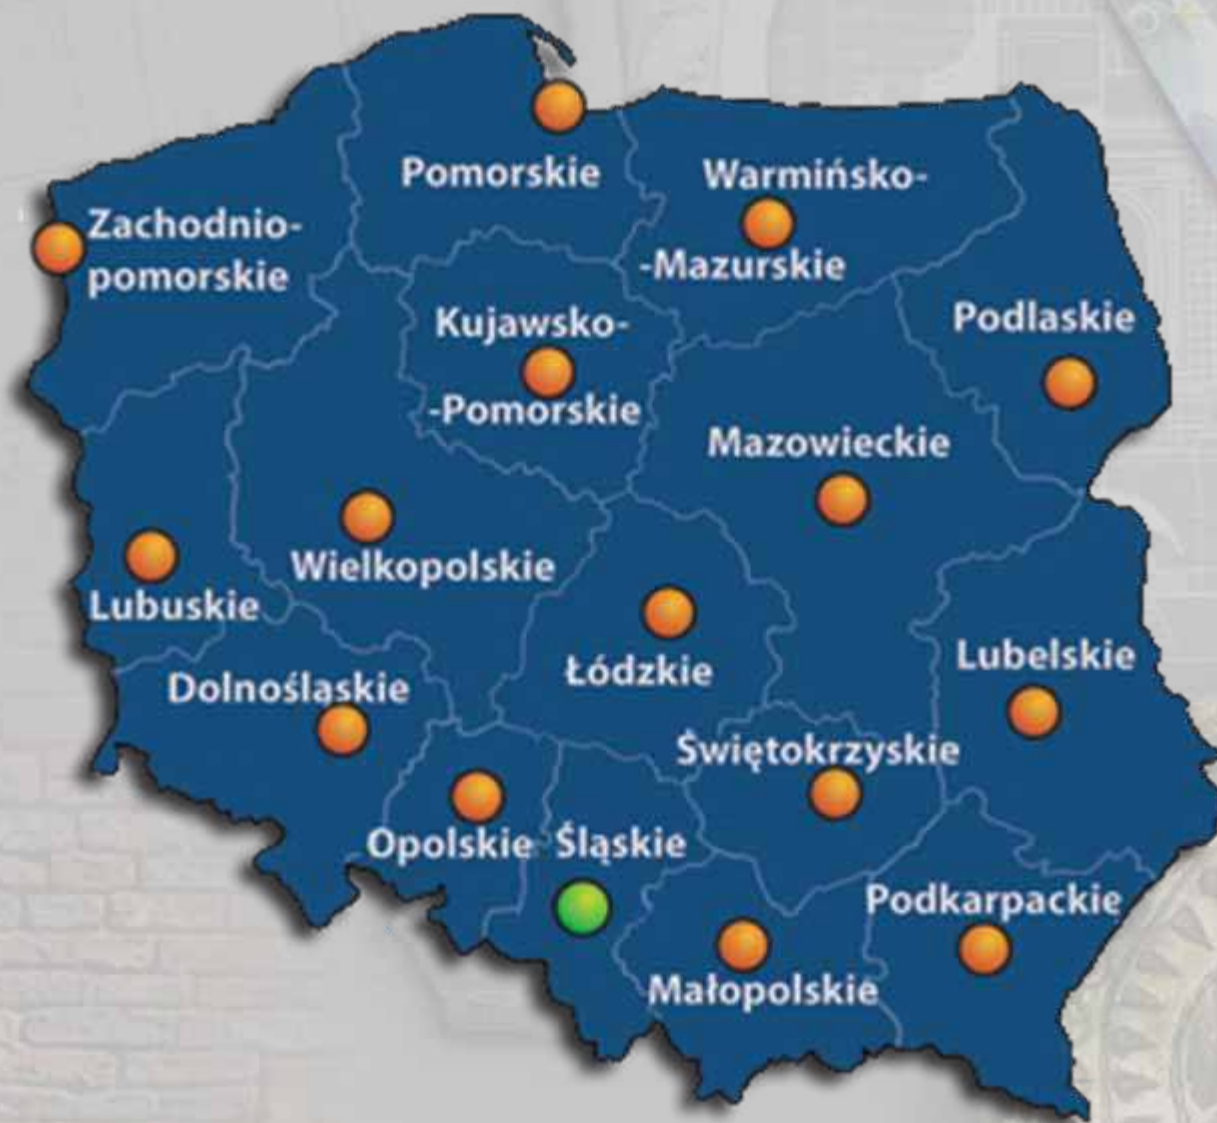 Pomorskie
Warmińsko-
-Mazurskie
Zachodnio-
pomorskie
Kujawsko-
-Pomorskie
Podlaskie
Mazowieckie
Wielkopolskie
Lubuskie
Łódzkie
Lubelskie
Dolnośląskie
Świętokrzyskie
Opolskie
Śląskie
Podkarpackie
Małopolskie